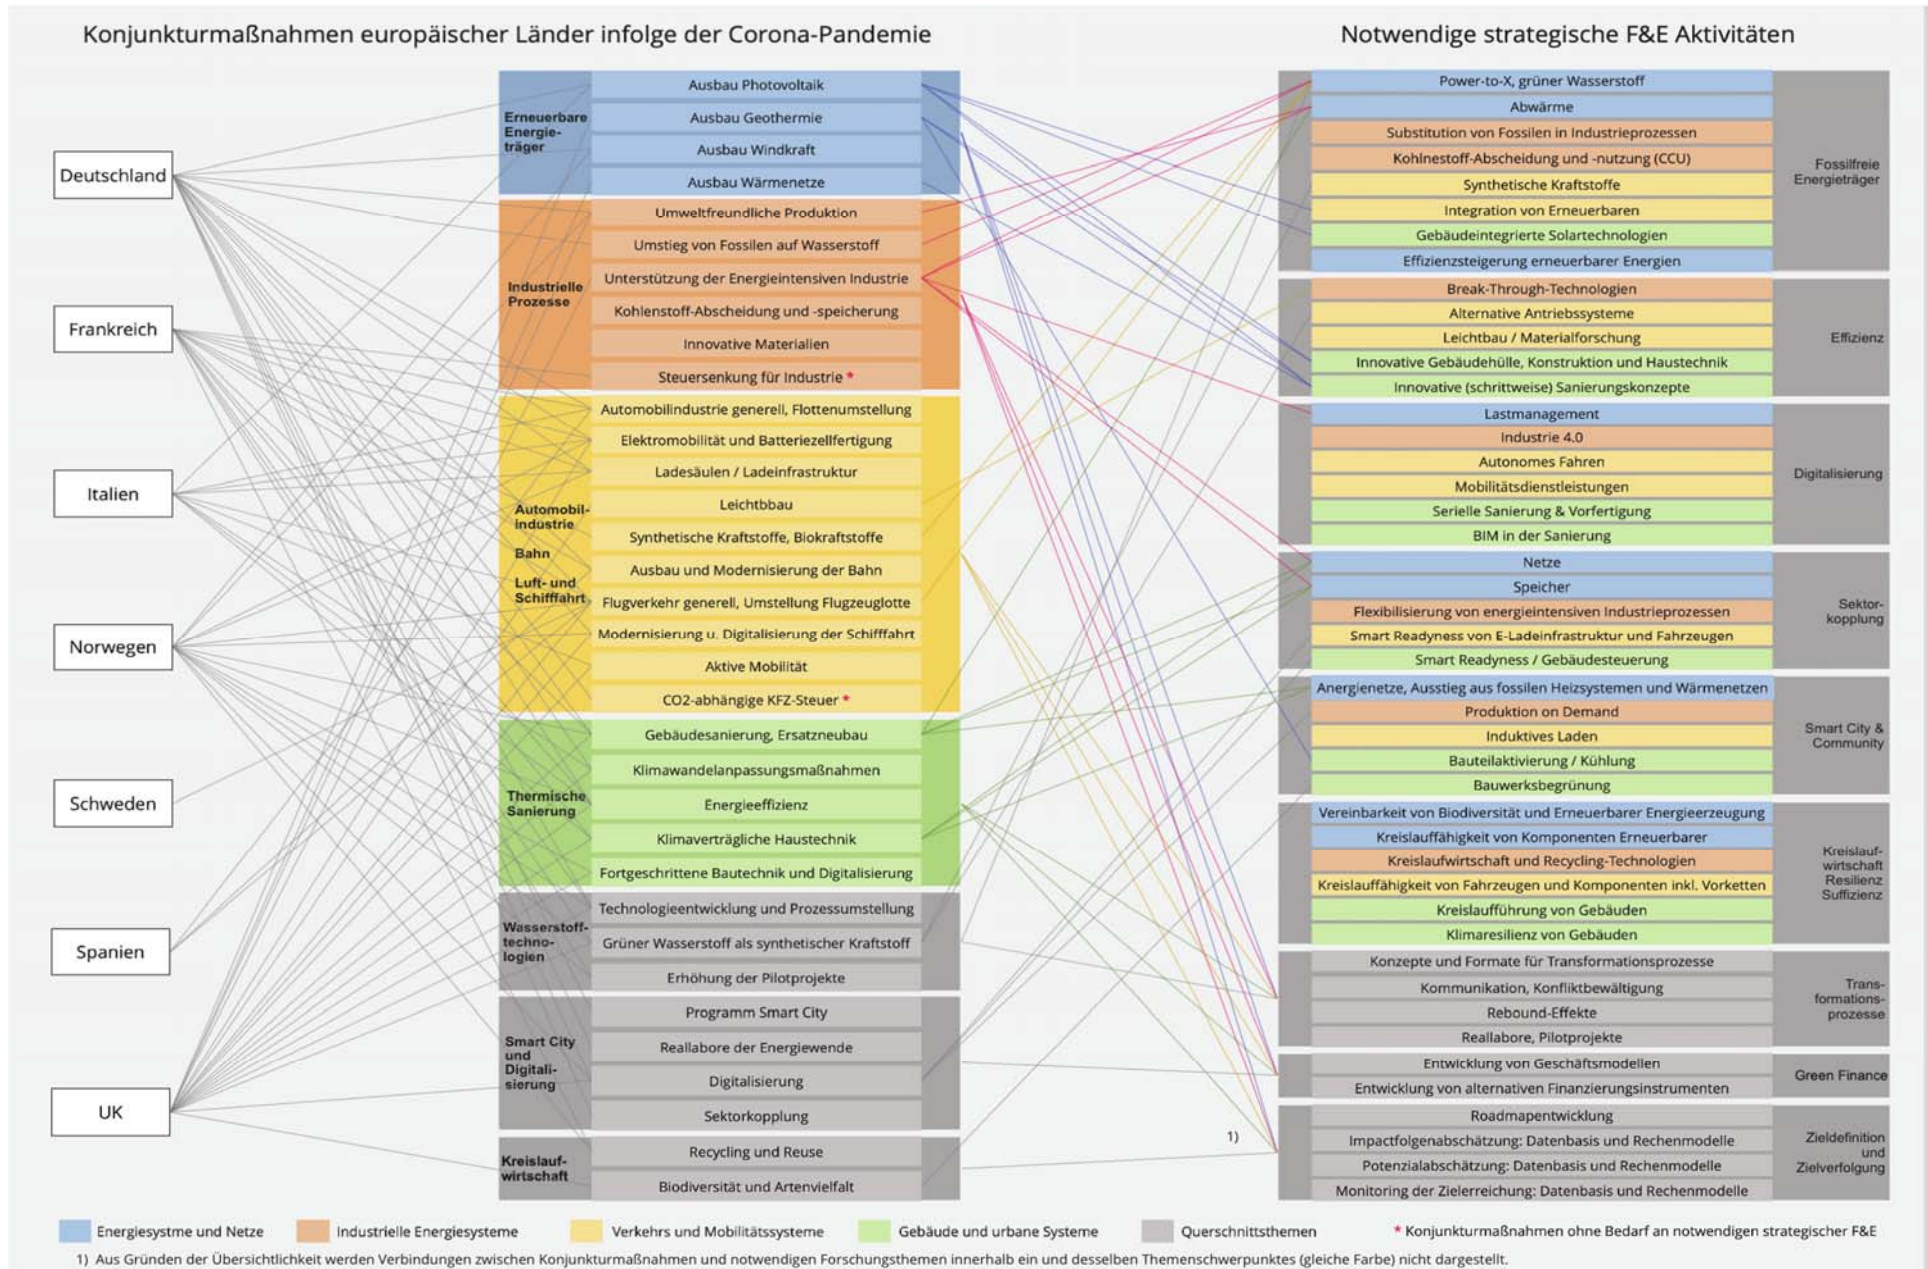 Konjunkturmaßnahmen europäischer Länder infolge der Corona-Pandemie
Notwendige strategische F&E Aktivitäten
Deutschland
Frankreich
Italien
Norwegen
Schweden
Spanien
UK
Erneuerbare
Energie-
träger
Ausbau Photovoltaik
Ausbau Geothermie
Ausbau Windkraft
Ausbau Wärmenetze
Industrielle
Prozesse
Umweltfreundliche Produktion
Umstieg von Fossilen auf Wasserstoff
Unterstützung der Energieintensiven Industrie
Kohlenstoff-Abscheidung und -speicherung
Innovative Materialien
Steuersenkung für Industrie *
Automobil-
industrie
Bahn
Luft- und
Schifffahrt
Automobilindustrie generell, Flottenumstellung
Elektromobilität und Batteriezellfertigung
Ladesäulen / Ladeinfrastruktur
Leichtbbau
Synthetische Kraftstoffe, Biokraftstoffe
Ausbau und Modernisierung der Bahn
Flugverkehr generell, Umstellung Flugzeuglotte
Modernisierung u. Digitalisierung der Schifffahrt
Aktive Mobilität
CO2-abhängige KFZ-Steuer *
Thermische
Sanierung
Gebäudesanierung, Ersatzneubau
Klimawandelanpassungsmaßnahmen
Energieeffizienz
Klimaverträgliche Haustechnik
Fortgeschrittene Bautechnik und Digitalisierung
Wasserstoff-
techno-
logien
Technologieentwicklung und Prozessumstellung
Grüner Wasserstoff als synthetischer Kraftstoff
Erhöhung der Pilotprojekte
Smart City
und
Digitali-
sierung
Programm Smart City
Reallabore der Energiewende
Digitalisierung
Sektorkopplung
Kreislauf-
wirtschaft
Recycling und Reuse
Biodiversität und Artenvielfalt
Power-to-X, grüner Wasserstoff
Abwärme
Substitution von Fossilen in Industrieprozessen
Kohlnestoff-Abscheidung und -nutzung (CCU)
Synthetische Kraftstoffe
Integration von Erneuerbaren
Gebäudeintegrierte Solartechnologien
Effizienzsteigerung erneuerbarer Energien
Fossilfreie
Energieträger
Break-Through-Technologien
Alternative Antriebssysteme
Leichtbau / Materialforschung
Innovative Gebäudehülle, Konstruktion und Haustechnik
Innovative (schrittweise) Sanierungskonzepte
Effizienz
Lastmanagement
Industrie 4.0
Autonomes Fahren
Mobilitätsdienstleistungen
Serielle Sanierung & Vorfertigung
BIM in der Sanierung
Digitalisierung
Netze
Speicher
Flexibilisierung von energieintensiven Industrieprozessen
Smart Readyness von E-Ladeinfrastruktur und Fahrzeugen
Smart Readyness / Gebäudesteuerung
Sektor-
kopplung
Anergienetze, Ausstieg aus fossilen Heizsystemen und Wärmenetzen
Produktion on Demand
Induktives Laden
Bauteilaktivierung / Kühlung
Bauwerksbegrünung
Smart City &
Community
Vereinbarkeit von Biodiversität und Erneuerbarer Energieerzeugung
Kreislauffähigkeit von Komponenten Erneuerbarer
Kreislaufwirtschaft und Recycling-Technologien
Kreislauffähigkeit von Fahrzeugen und Komponenten inkl. Vorketten
Kreislaufführung von Gebäuden
Klimaresilienz von Gebäuden
Kreislauf-
wirtschaft
Resilienz
Suffizienz
Konzepte und Formate für Transformationsprozesse
Kommunikation, Konfliktbewältigung
Rebound-Effekte
Reallabore, Pilotprojekte
Trans-
formations-
prozesse
Entwicklung von Geschäftsmodellen
Entwicklung von alternativen Finanzierungsinstrumenten
Green Finance
1)
Roadmapentwicklung
Impactfolgenabschätzung: Datenbasis und Rechenmodelle
Potenzialabschätzung: Datenbasis und Rechenmodelle
Monitoring der Zielerreichung: Datenbasis und Rechenmodelle
Zieldefinition
und
Zielverfolgung
Energiesystme und Netze
Industrielle Energiesysteme
Verkehrs und Mobilitätssysteme
Gebäude und urbane Systeme
Querschnittsthemen
* Konjunkturmaßnahmen ohne Bedarf an notwendigen strategischer F&E
1) Aus Gründen der Übersichtlichkeit werden Verbindungen zwischen Konjunkturmaßnahmen und notwendigen Forschungsthemen innerhalb ein und desselben Themenschwerpunktes (gleiche Farbe) nicht dargestellt.